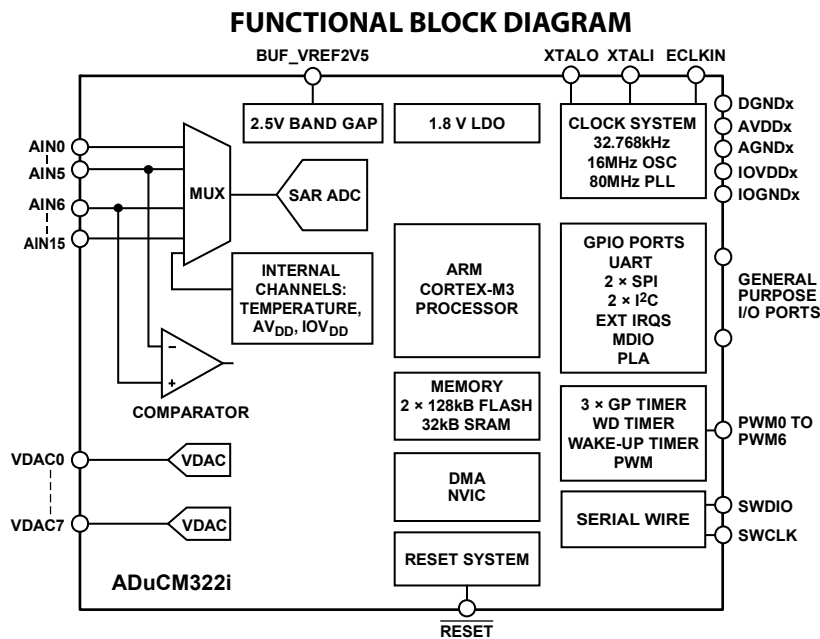 FUNCTIONAL BLOCK DIAGRAM
BUF_VREF2V5
XTALO
XTALI
ECLKIN
2.5V BAND GAP
1.8 V LDO
CLOCK SYSTEM
32.768kHz
16MHz OSC
80MHz PLL
DGNDx
AVDDx
AGNDx
IOVDDx
IOGNDx
AIN0
AIN5
AIN6
AIN15
MUX
SAR ADC
INTERNAL
CHANNELS:
TEMPERATURE,
AVDD, IOVDD
ARM
CORTEX-M3
PROCESSOR
GPIO PORTS
UART
2 × SPI
2 × I2C
EXT IRQS
MDIO
PLA
GENERAL
PURPOSE
I/O PORTS
−
+
COMPARATOR
MEMORY
2 × 128kB FLASH
32kB SRAM
3 × GP TIMER
WD TIMER
WAKE-UP TIMER
PWM
PWM0 TO
PWM6
VDAC0
VDAC
VDAC7
VDAC
DMA
NVIC
SERIAL WIRE
SWDIO
SWCLK
RESET SYSTEM
ADuCM322i
RESET